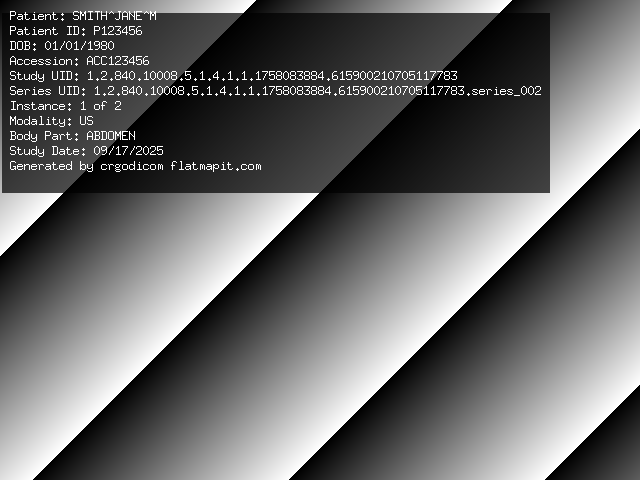 Patient: SMITH^JANE^M
Patient ID: P123456
DOB: 01/01/1980
Accession: ACC123456
Study UID: 1.2.840.10008.5.1.4.1.1.1758083884.615900210705117783
Series UID: 1.2.840.10008.5.1.4.1.1.1758083884.615900210705117783.series_002
Instance: 1 of 2
Modality: US
Body Part: ABDOMEN
Study Date: 09/17/2025
Generated by crgodicom flatmapit.com